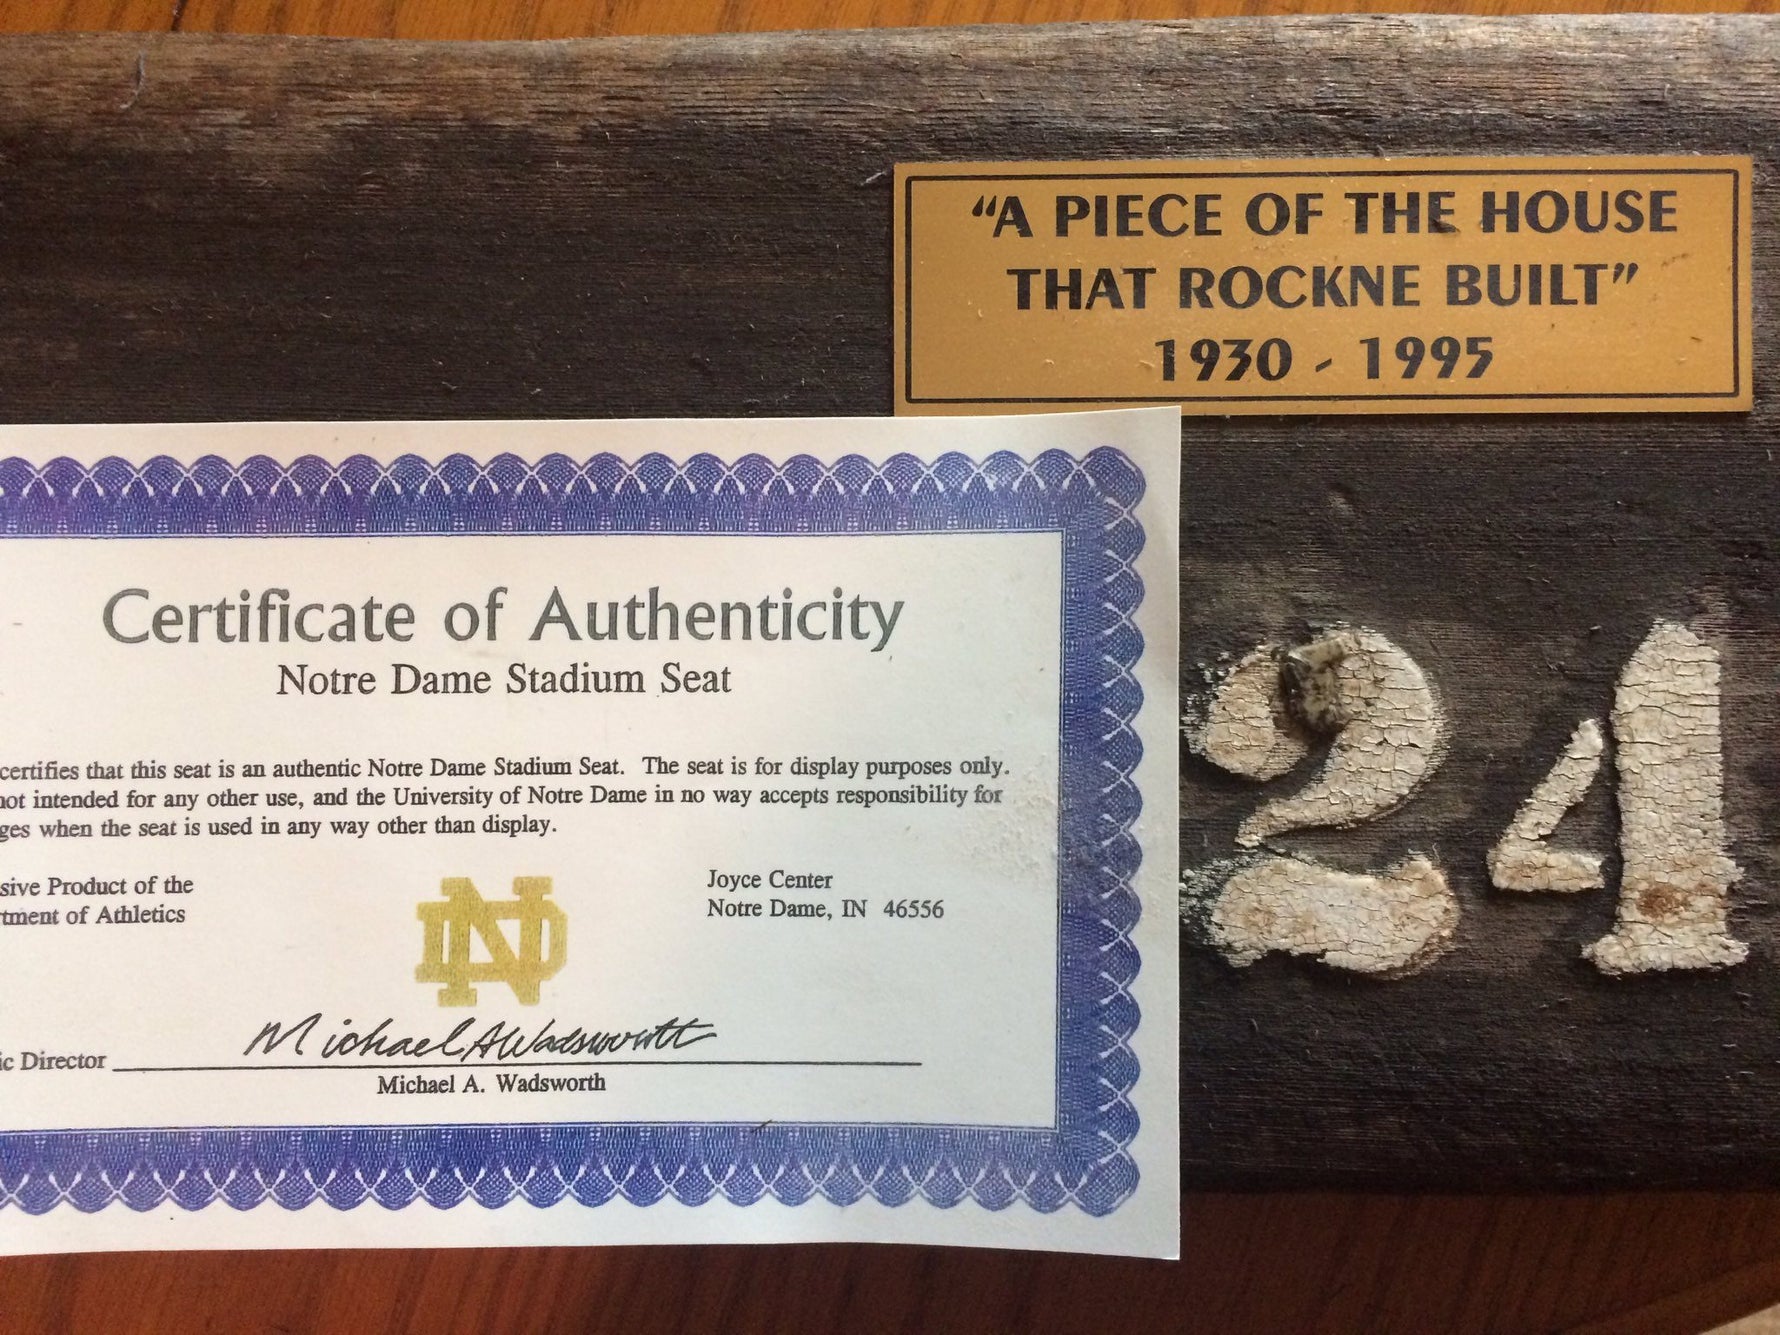 “A PIECE OF THE HOUSE
THAT ROCKNE BUILT”
1930 - 1995
24
Certificate of Authenticity
Notre Dame Stadium Seat
certifies that this seat is an authentic Notre Dame Stadium Seat. The seat is for display purposes only.
not intended for any other use, and the University of Notre Dame in no way accepts responsibility for
ges when the seat is used in any way other than display.
sive Product of the
tment of Athletics
ND
Joyce Center
Notre Dame, IN 46556
Michael A Wadsworth
ic Director
Michael A. Wadsworth